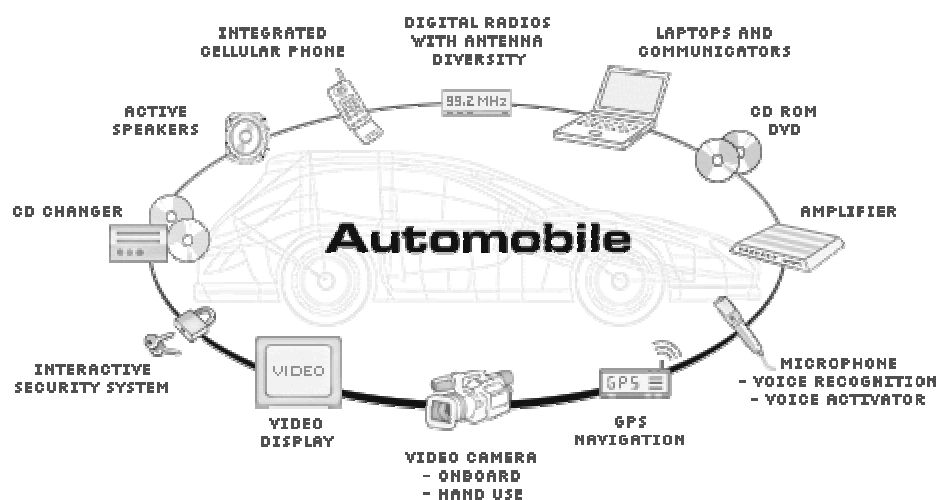 INTEGRATED
CELLULAR PHONE
DIGITAL RADIOS
WITH ANTENNA
DIVERSITY
LAPTOPS AND
COMMUNICATORS
ACTIVE
SPEAKERS
99.2 MHz
CD ROM
DVD
CD CHANGER
AMPLIFIER
Automobile
INTERACTIVE
SECURITY SYSTEM
VIDEO
VIDEO
DISPLAY
GPS
GPS
NAVIGATION
MICROPHONE
- VOICE RECOGNITION
- VOICE ACTIVATOR
VIDEO CAMERA
- ONBOARD
- HAND USE